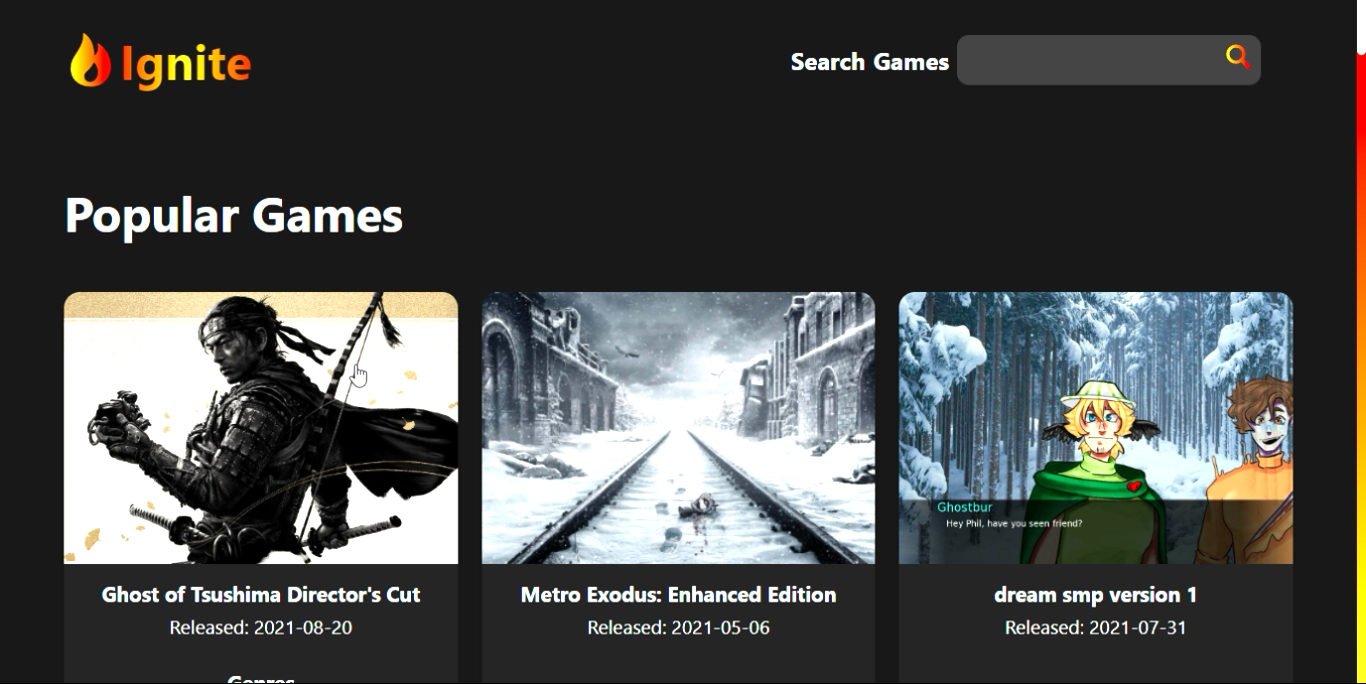 Ignite
Search Games
Popular Games
Ghostbur
Hey Phil, have you seen friend?
Ghost of Tsushima Director's Cut
Metro Exodus: Enhanced Edition
dream smp version 1
Released: 2021-08-20
Released: 2021-05-06
Released: 2021-07-31
Genres